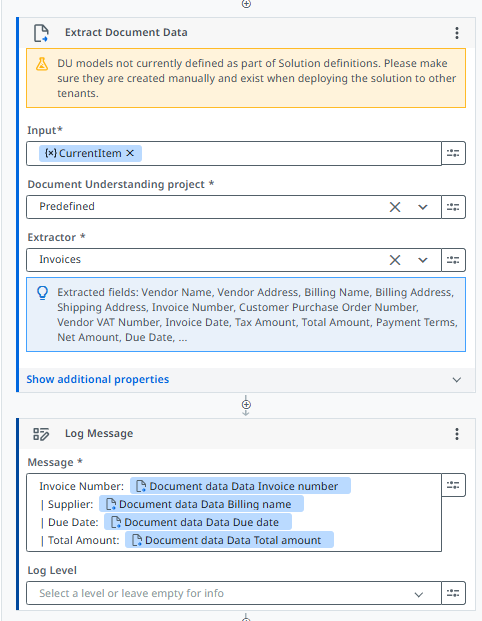 Extract Document Data
DU models not currently defined as part of Solution definitions. Please make
sure they are created manually and exist when deploying the solution to other
tenants.
Input*
{x} CurrentItem ✕
Document Understanding project *
Predefined
Extractor *
Invoices
Extracted fields: Vendor Name, Vendor Address, Billing Name, Billing Address,
Shipping Address, Invoice Number, Customer Purchase Order Number,
Vendor VAT Number, Invoice Date, Tax Amount, Total Amount, Payment Terms,
Net Amount, Due Date, ...
Show additional properties
Log Message
Message *
Invoice Number: Document data Data Invoice number
| Supplier: Document data Data Billing name
| Due Date: Document data Data Due date
| Total Amount: Document data Data Total amount
Log Level
Select a level or leave empty for info